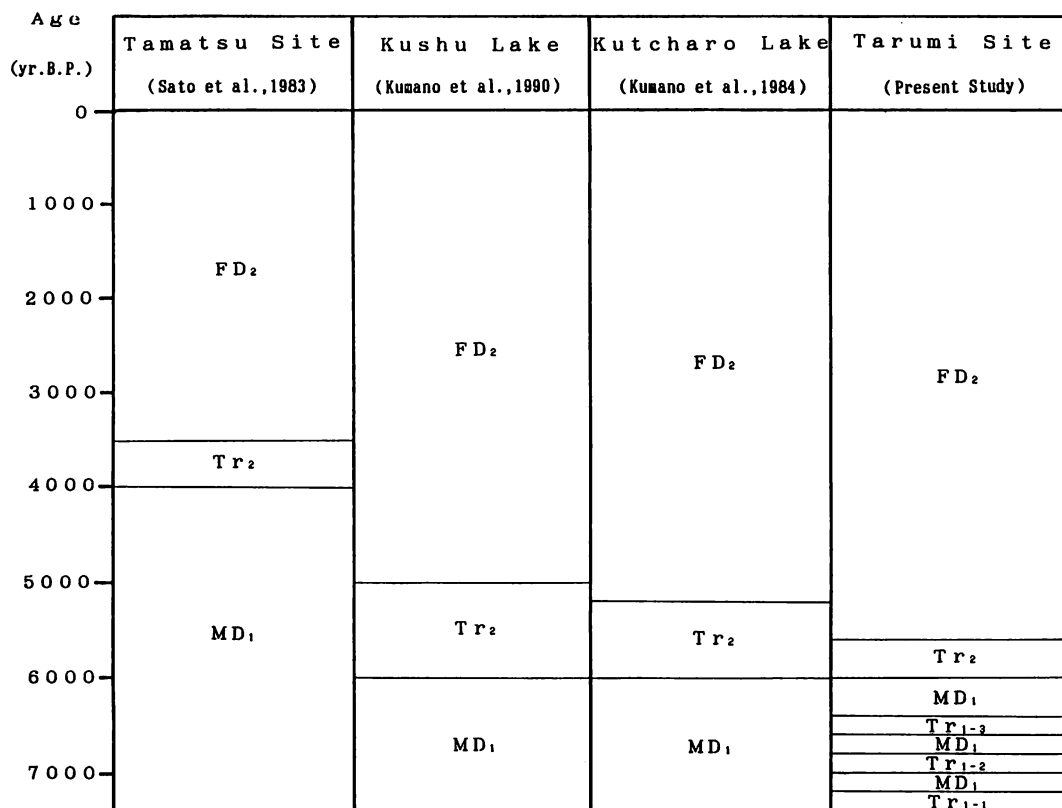 Age
(yr.B.P.)
Tamatsu Site
(Sato et al.,1983)
Kushu Lake
(Kumano et al.,1990)
Kutcharo Lake
(Kumano et al.,1984)
Tarumi Site
(Present Study)
0
1000
2000
3000
4000
5000
6000
7000
FD₂
Tr₂
MD₁
FD₂
Tr₂
MD₁
FD₂
Tr₂
MD₁
FD₂
Tr₂
MD₁
Tr₁₋₃
MD₁
Tr₁₋₂
MD₁
Tr₁₋₁